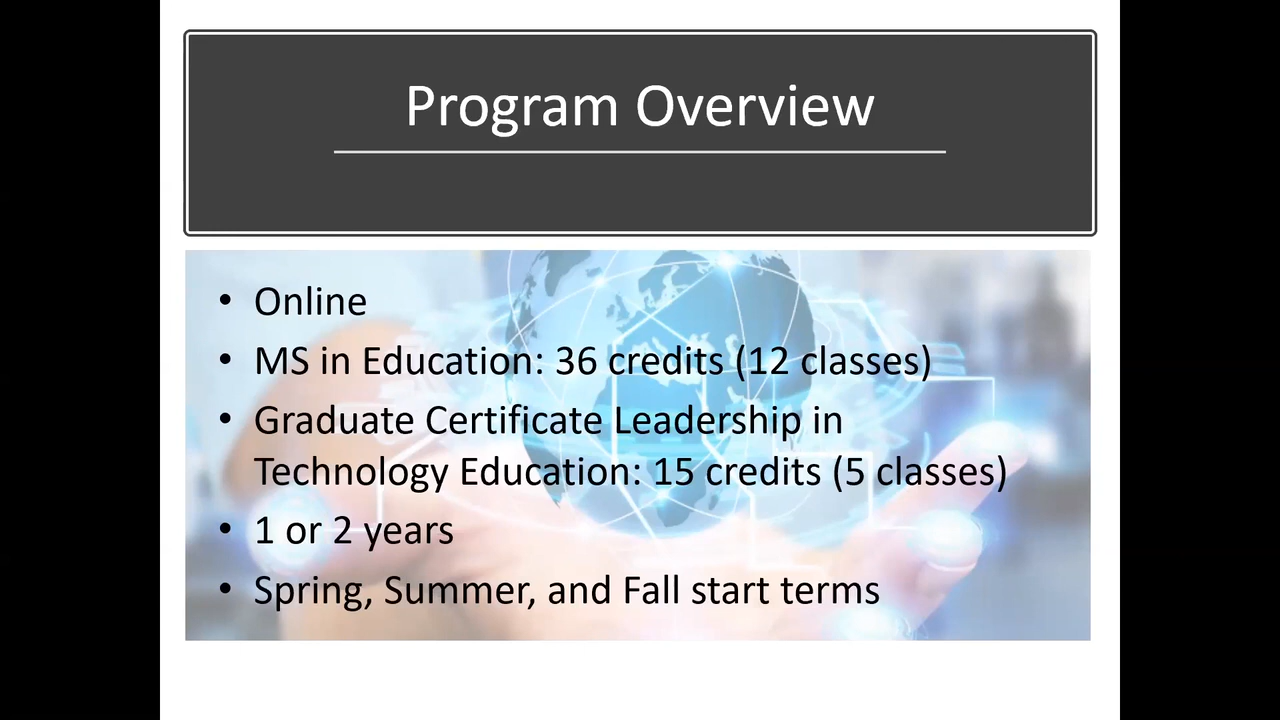 Program Overview
• Online
• MS in Education: 36 credits (12 classes)
• Graduate Certificate Leadership in
Technology Education: 15 credits (5 classes)
• 1 or 2 years
• Spring, Summer, and Fall start terms